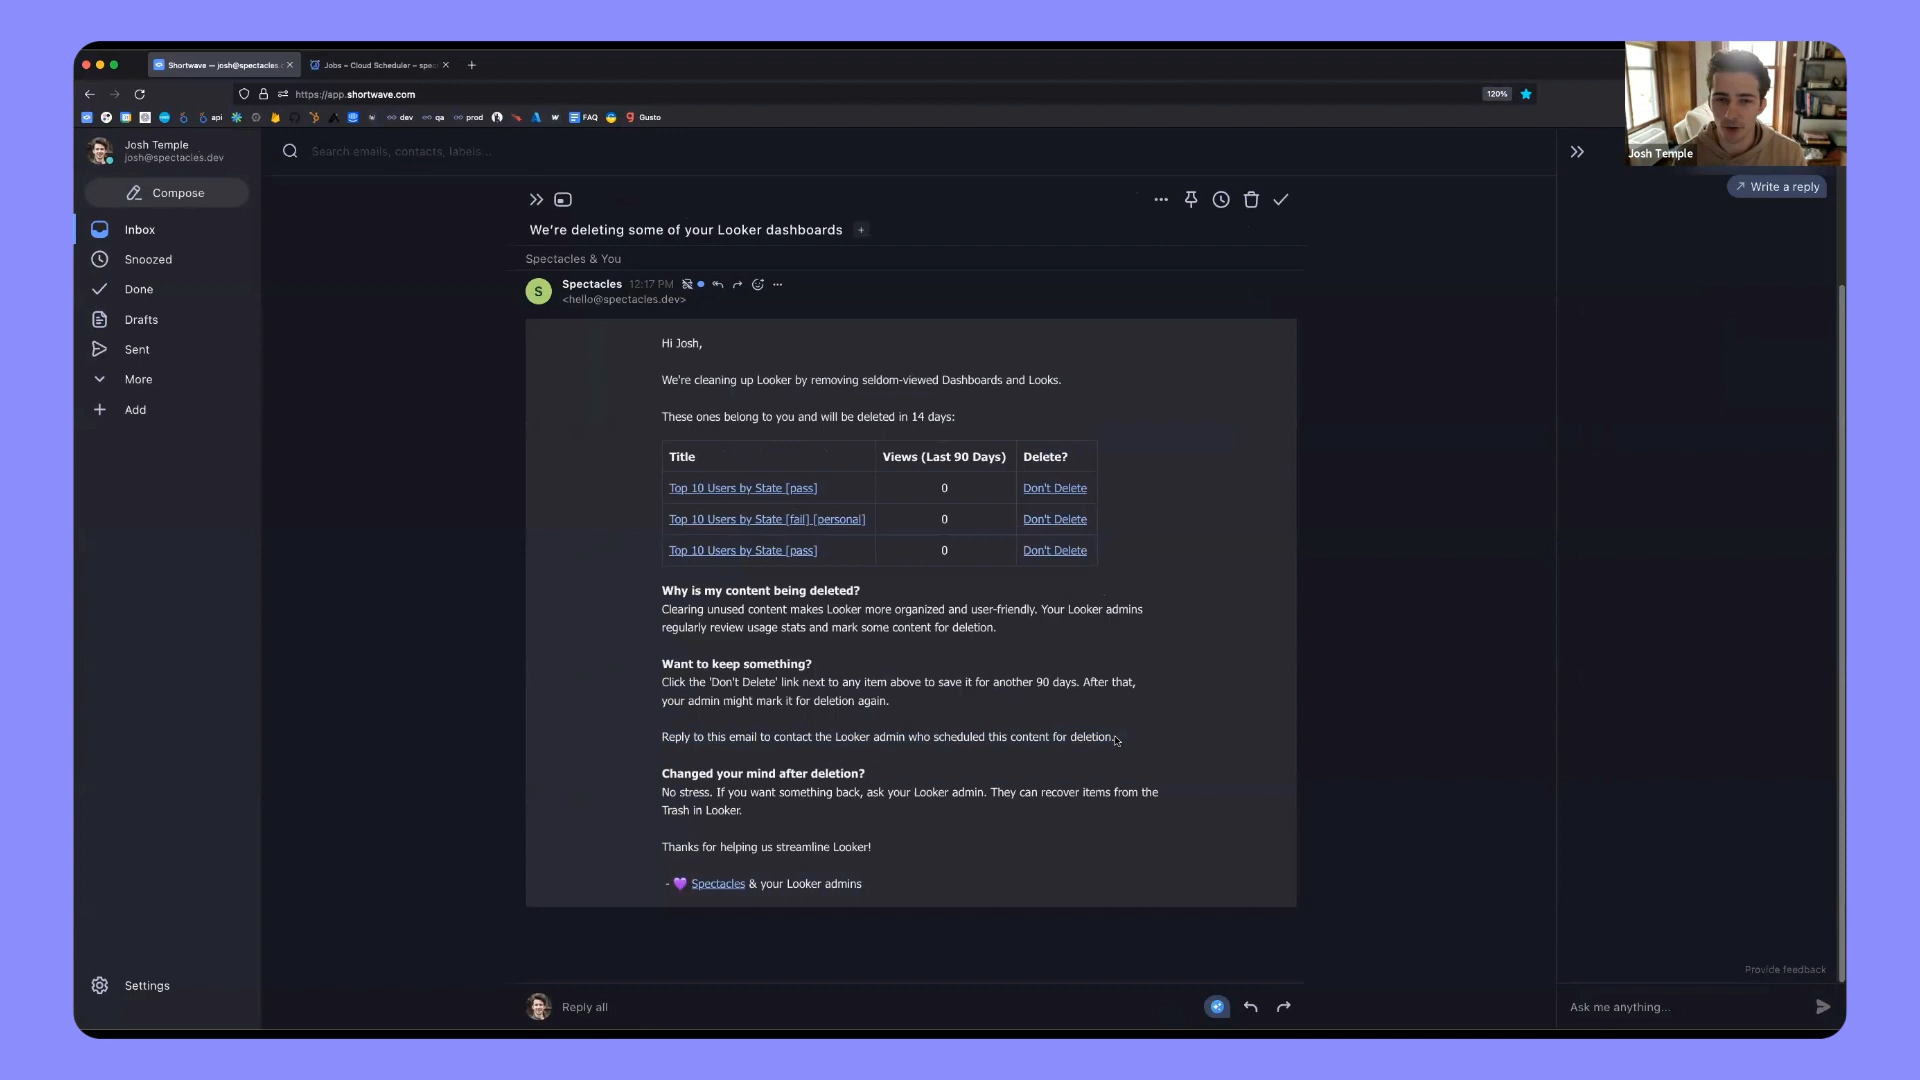 Shortwave — josh@spectacles.
Jobs – Cloud Scheduler – spec
https://app.shortwave.com
120%
api
dev
qa
prod
FAQ
Gusto
Josh Temple
Josh Temple
josh@spectacles.dev
Compose
Inbox
Snoozed
Done
Drafts
Sent
More
Add
Settings
Search emails, contacts, labels...
We're deleting some of your Looker dashboards
Spectacles & You
S
Spectacles 12:17 PM
<hello@spectacles.dev>
Hi Josh,
We're cleaning up Looker by removing seldom-viewed Dashboards and Looks.
These ones belong to you and will be deleted in 14 days:
Title Views (Last 90 Days) Delete?
Top 10 Users by State [pass] 0 Don't Delete
Top 10 Users by State [fail] [personal] 0 Don't Delete
Top 10 Users by State [pass] 0 Don't Delete
Why is my content being deleted?
Clearing unused content makes Looker more organized and user-friendly. Your Looker admins
regularly review usage stats and mark some content for deletion.
Want to keep something?
Click the 'Don't Delete' link next to any item above to save it for another 90 days. After that,
your admin might mark it for deletion again.
Reply to this email to contact the Looker admin who scheduled this content for deletion.
Changed your mind after deletion?
No stress. If you want something back, ask your Looker admin. They can recover items from the
Trash in Looker.
Thanks for helping us streamline Looker!
- 💜 Spectacles & your Looker admins
Reply all
Write a reply
Provide feedback
Ask me anything...